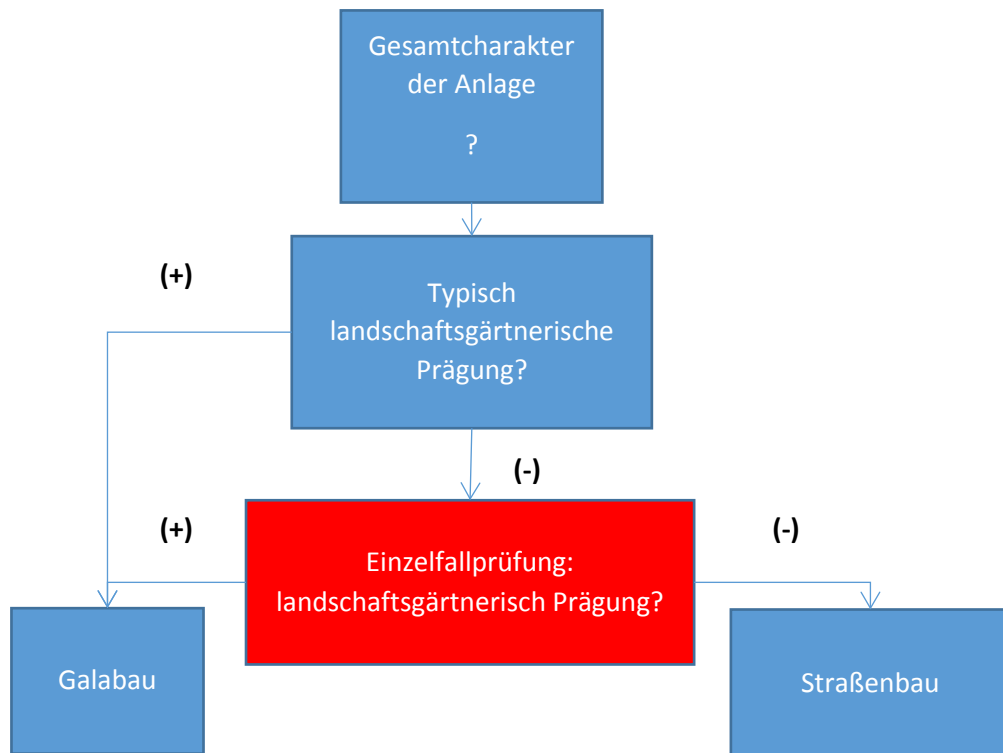 Gesamtcharakter
der Anlage
?
(+)
Typisch
landschaftsgärtnerische
Prägung?
(-)
(+)
(-)
Einzelfallprüfung:
landschaftsgärtnerisch Prägung?
Galabau
Straßenbau